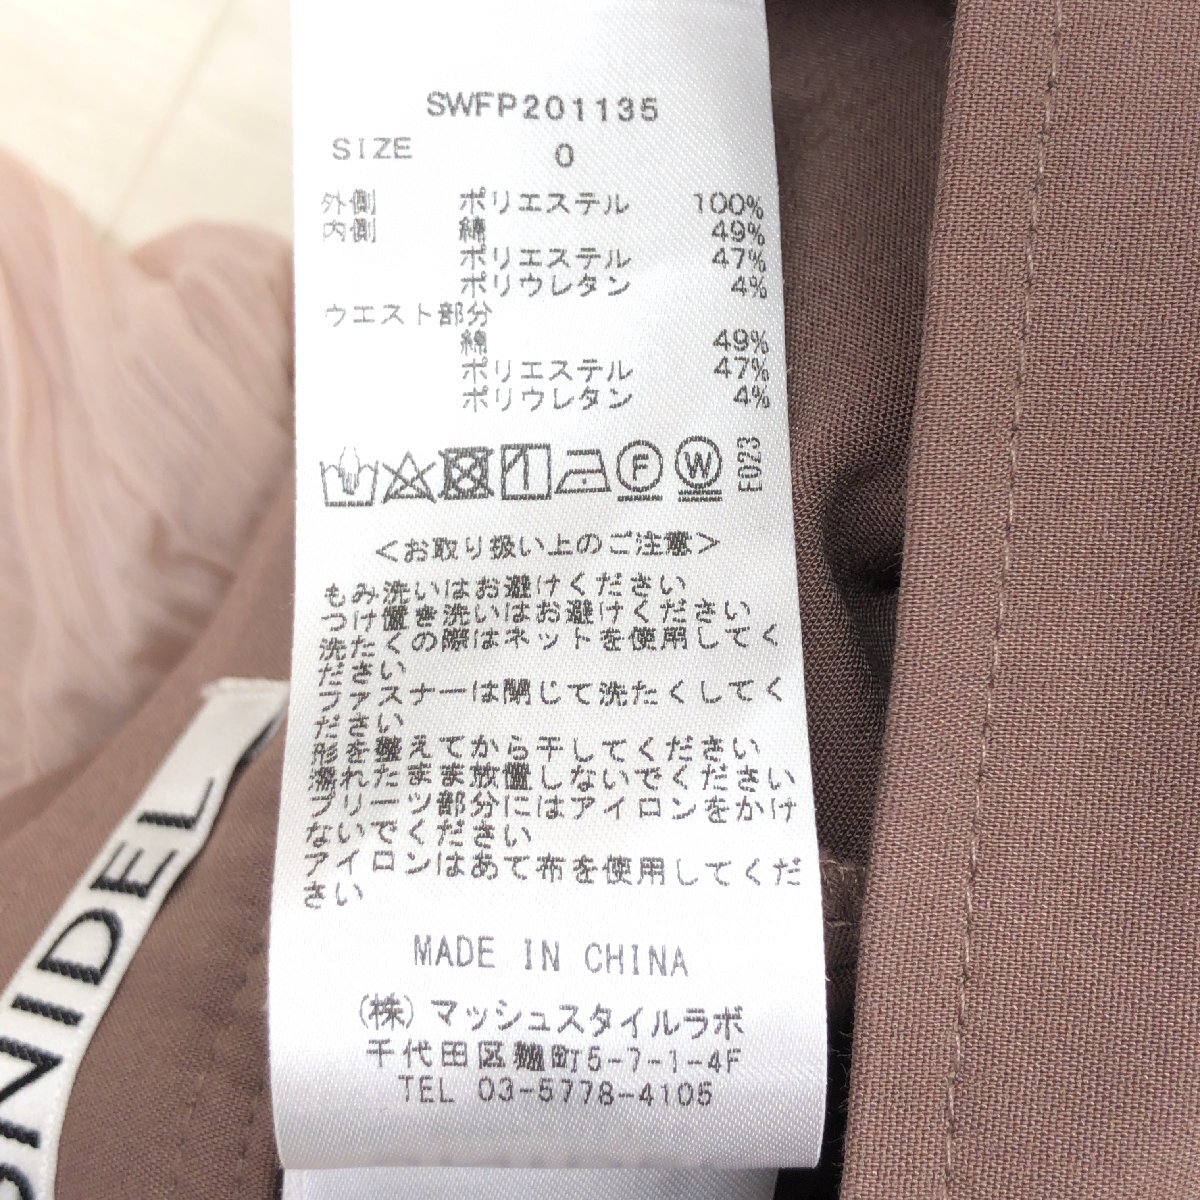 SWFP201135
SIZE 0
外側 ポリエステル 100%
内側 綿 49%
ポリエステル 47%
ポリウレタン 4%
ウエスト部分
綿 49%
ポリエステル 47%
ポリウレタン 4%
F W E023
<お取り扱い上のご注意>
もみ洗いはお避けください
つけ置き洗いはお避けください
洗たくの際はネットを使用してく
ださい
ファスナーは閉じて洗たくしてく
ださい
形を整えてから干してください
濡れたまま放置しないでください
プリーツ部分にはアイロンをかけ
ないでください
アイロンはあて布を使用してくだ
さい
MADE IN CHINA
(株)マッシュスタイルラボ
千代田区麹町5-7-1-4F
TEL 03-5778-4105
NIDEL